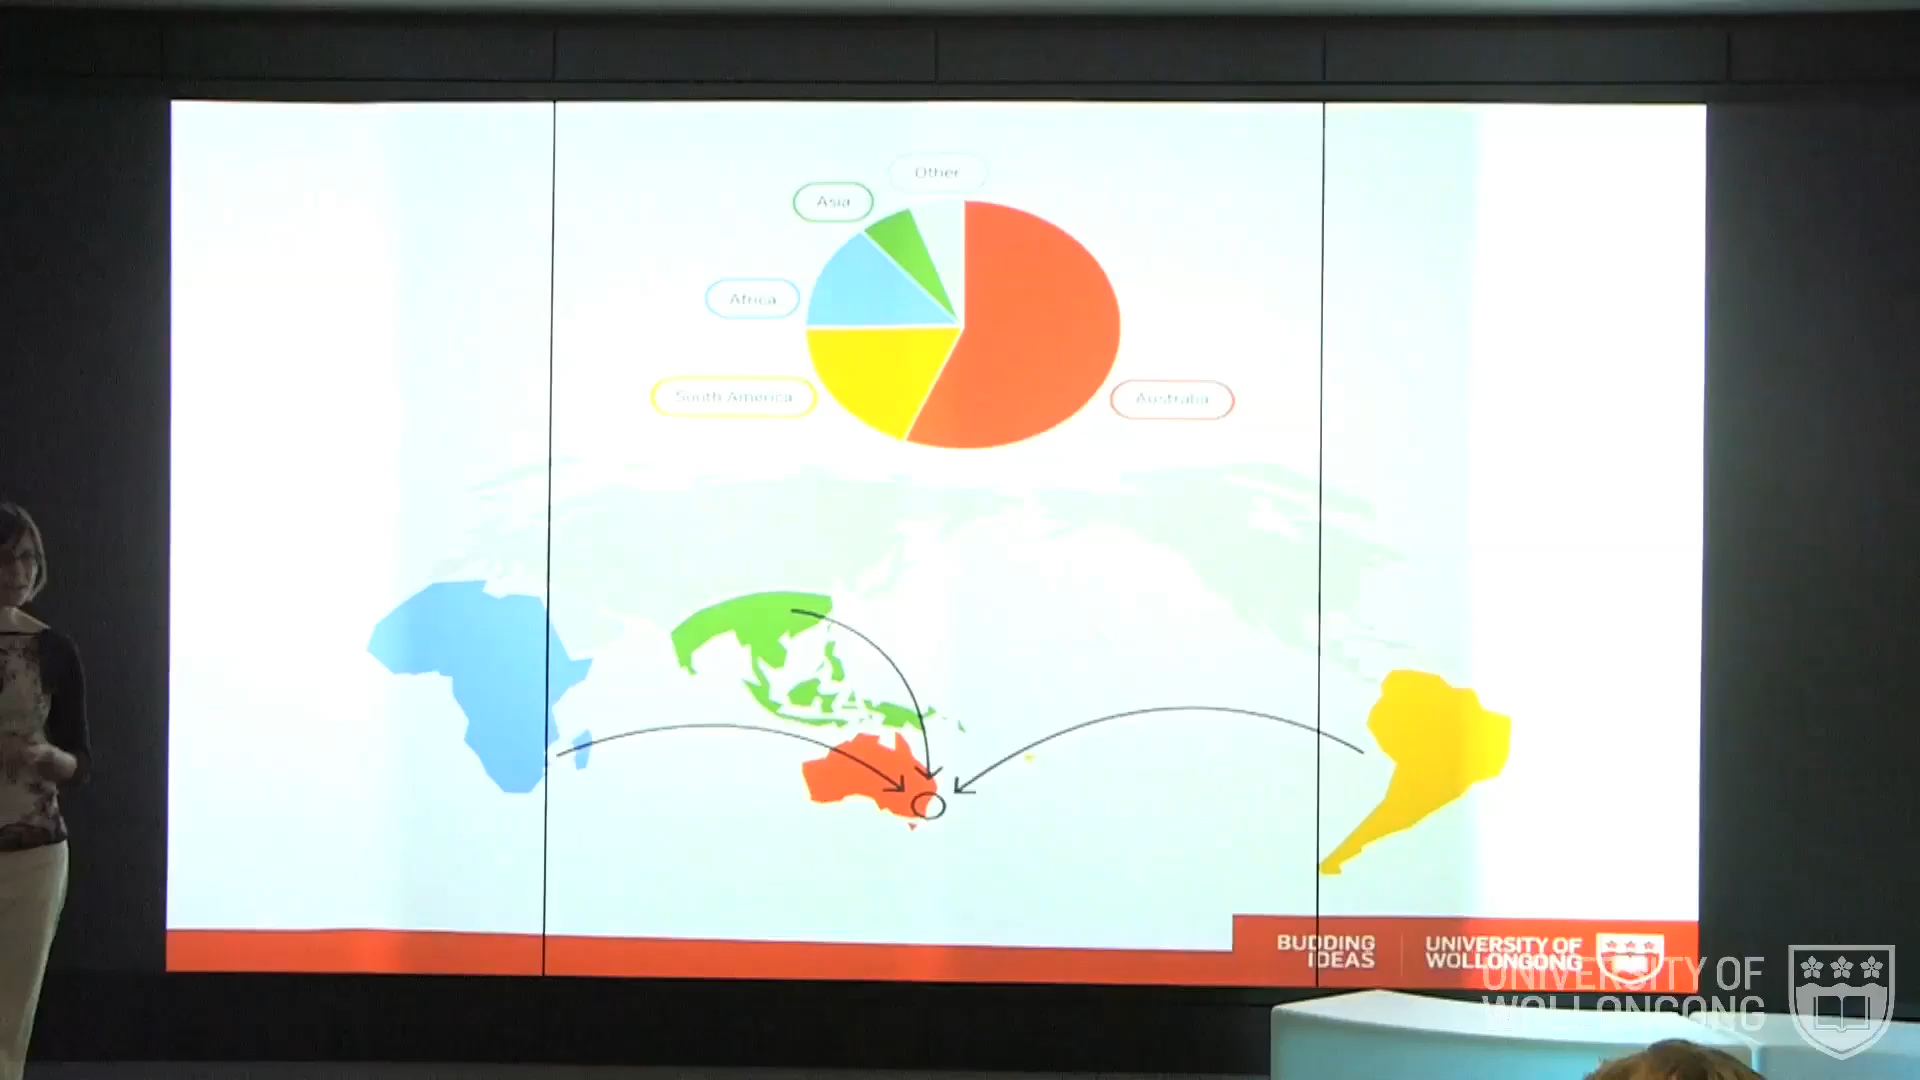 Other
Asia
Africa
South America
Australia
BUDDING
IDEAS
UNIVERSITY OF
WOLLONGONG
UNIVERSITY OF
WOLLONGONG